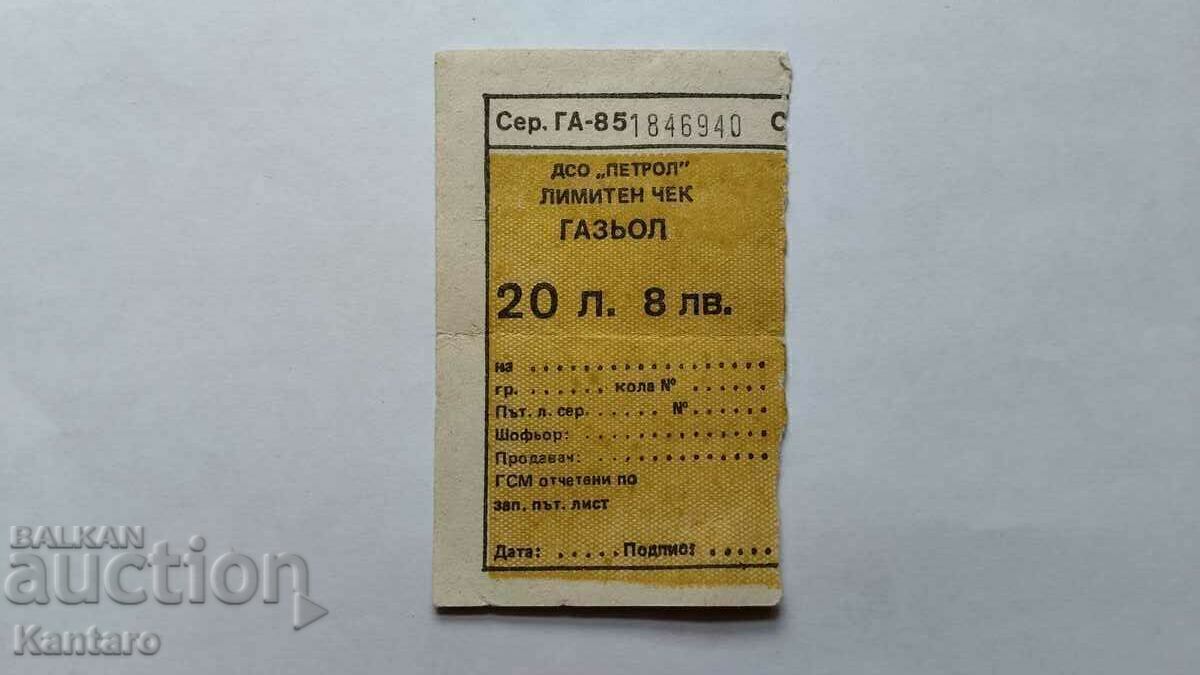 Сер. ГА-85 1846940 С
ДСО „ПЕТРОЛ"
ЛИМИТЕН ЧЕК
ГАЗЬОЛ
20 Л. 8 лв.
на ..................
гр. ...... кола № ......
Път. л. сер. ...... № ......
Шофьор: ..............
Продавач: .............
ГСМ отчетени по
зап. път. лист
Дата: ..... Подпис: .....
BALKAN
auction
Kantaro